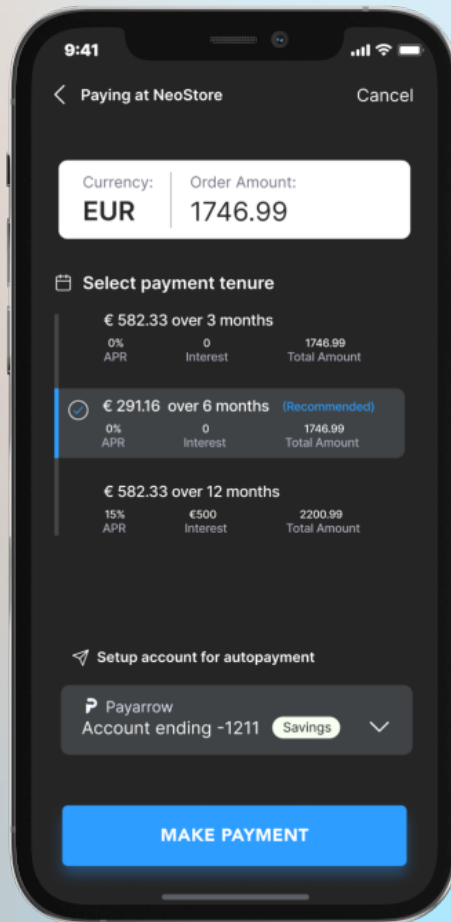 9:41
Paying at NeoStore Cancel
Currency: Order Amount:
EUR 1746.99
Select payment tenure
€ 582.33 over 3 months
0% 0 1746.99
APR Interest Total Amount
€ 291.16 over 6 months (Recommended)
0% 0 1746.99
APR Interest Total Amount
€ 582.33 over 12 months
15% €500 2200.99
APR Interest Total Amount
Setup account for autopayment
Payarrow
Account ending -1211 Savings
MAKE PAYMENT